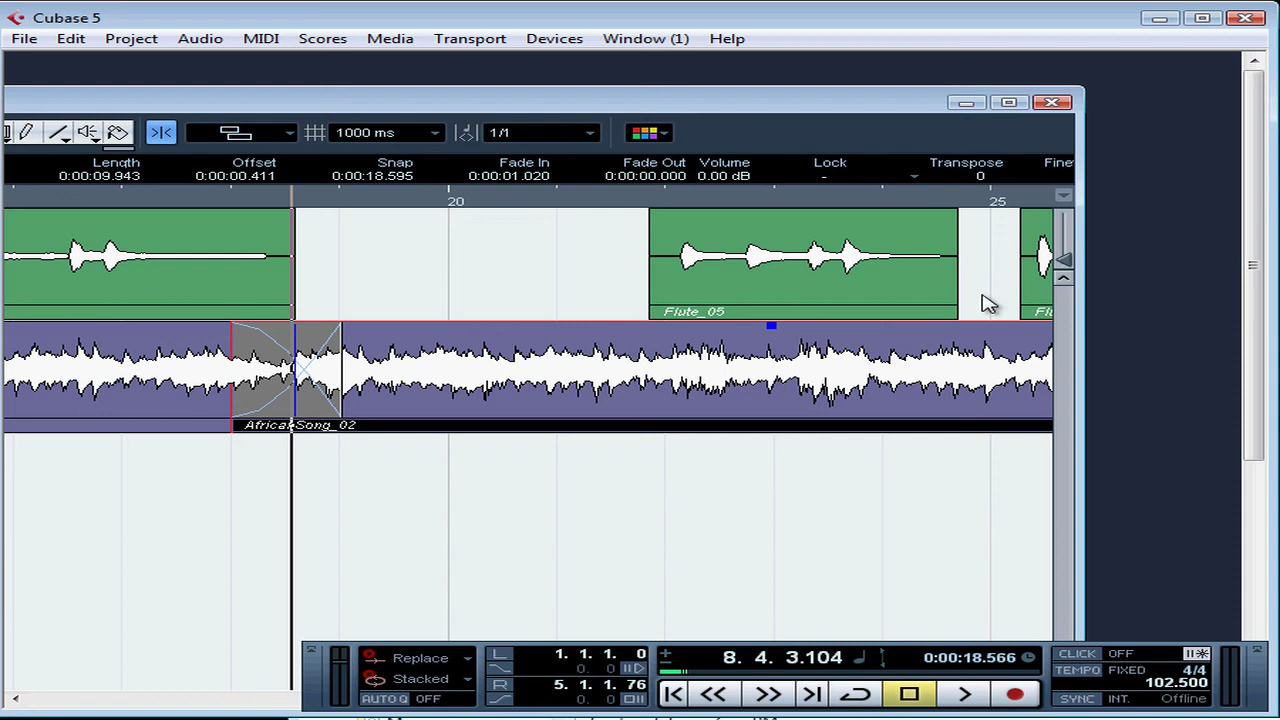 Cubase 5
File Edit Project Audio MIDI Scores Media Transport Devices Window (1) Help
1000 ms 1/1
Length Offset Snap Fade In Fade Out Volume Lock Transpose Fine
0:00:09.943 0:00:00.411 0:00:18.595 0:00:01.020 0:00:00.000 0.00 dB - 0
20 25
Flute_05
African Song_02
Replace L 1. 1. 1. 0 8. 4. 3.104 0:00:18.566 CLICK OFF
0. 0 TEMPO FIXED 4/4
Stacked R 5. 1. 1. 76 102.500
AUTO Q OFF 0. 0 SYNC INT. Offline